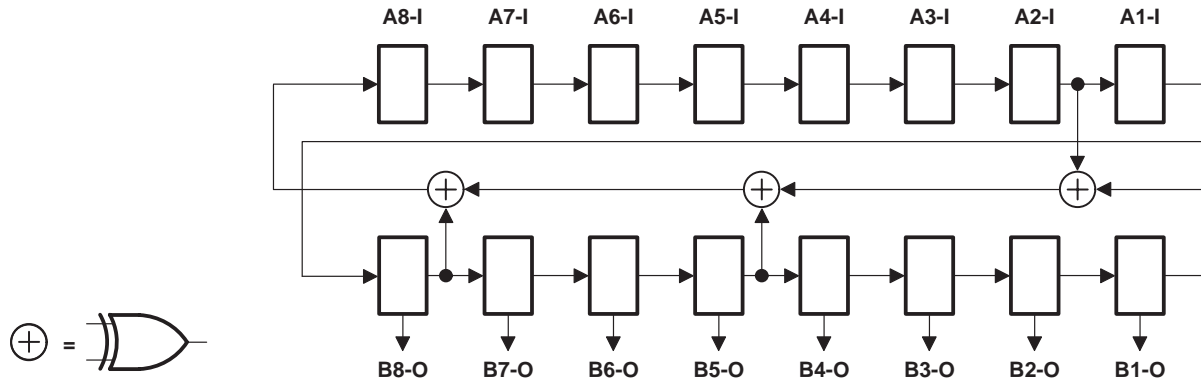 A8-I A7-I A6-I A5-I A4-I A3-I A2-I A1-I
=
B8-O B7-O B6-O B5-O B4-O B3-O B2-O B1-O